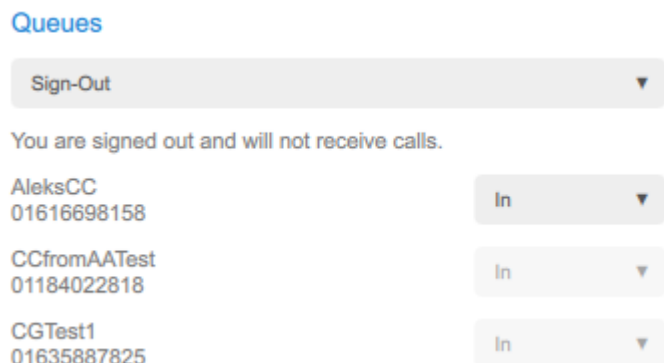 Queues
Sign-Out
You are signed out and will not receive calls.
AleksCC
01616698158
In
CCfromAATest
01184022818
In
CGTest1
01635887825
In